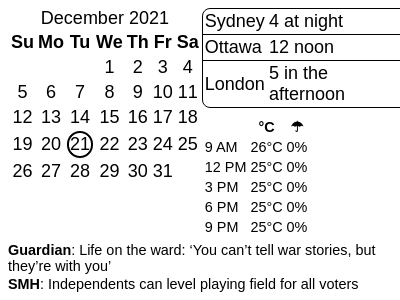 December 2021
Su Mo Tu We Th Fr Sa
1 2 3 4
5 6 7 8 9 10 11
12 13 14 15 16 17 18
19 20 21 22 23 24 25
26 27 28 29 30 31
Sydney 4 at night
Ottawa 12 noon
London 5 in the
afternoon
°C ☂
9 AM 26°C 0%
12 PM 25°C 0%
3 PM 25°C 0%
6 PM 25°C 0%
9 PM 25°C 0%
Guardian: Life on the ward: ‘You can’t tell war stories, but
they’re with you’
SMH: Independents can level playing field for all voters